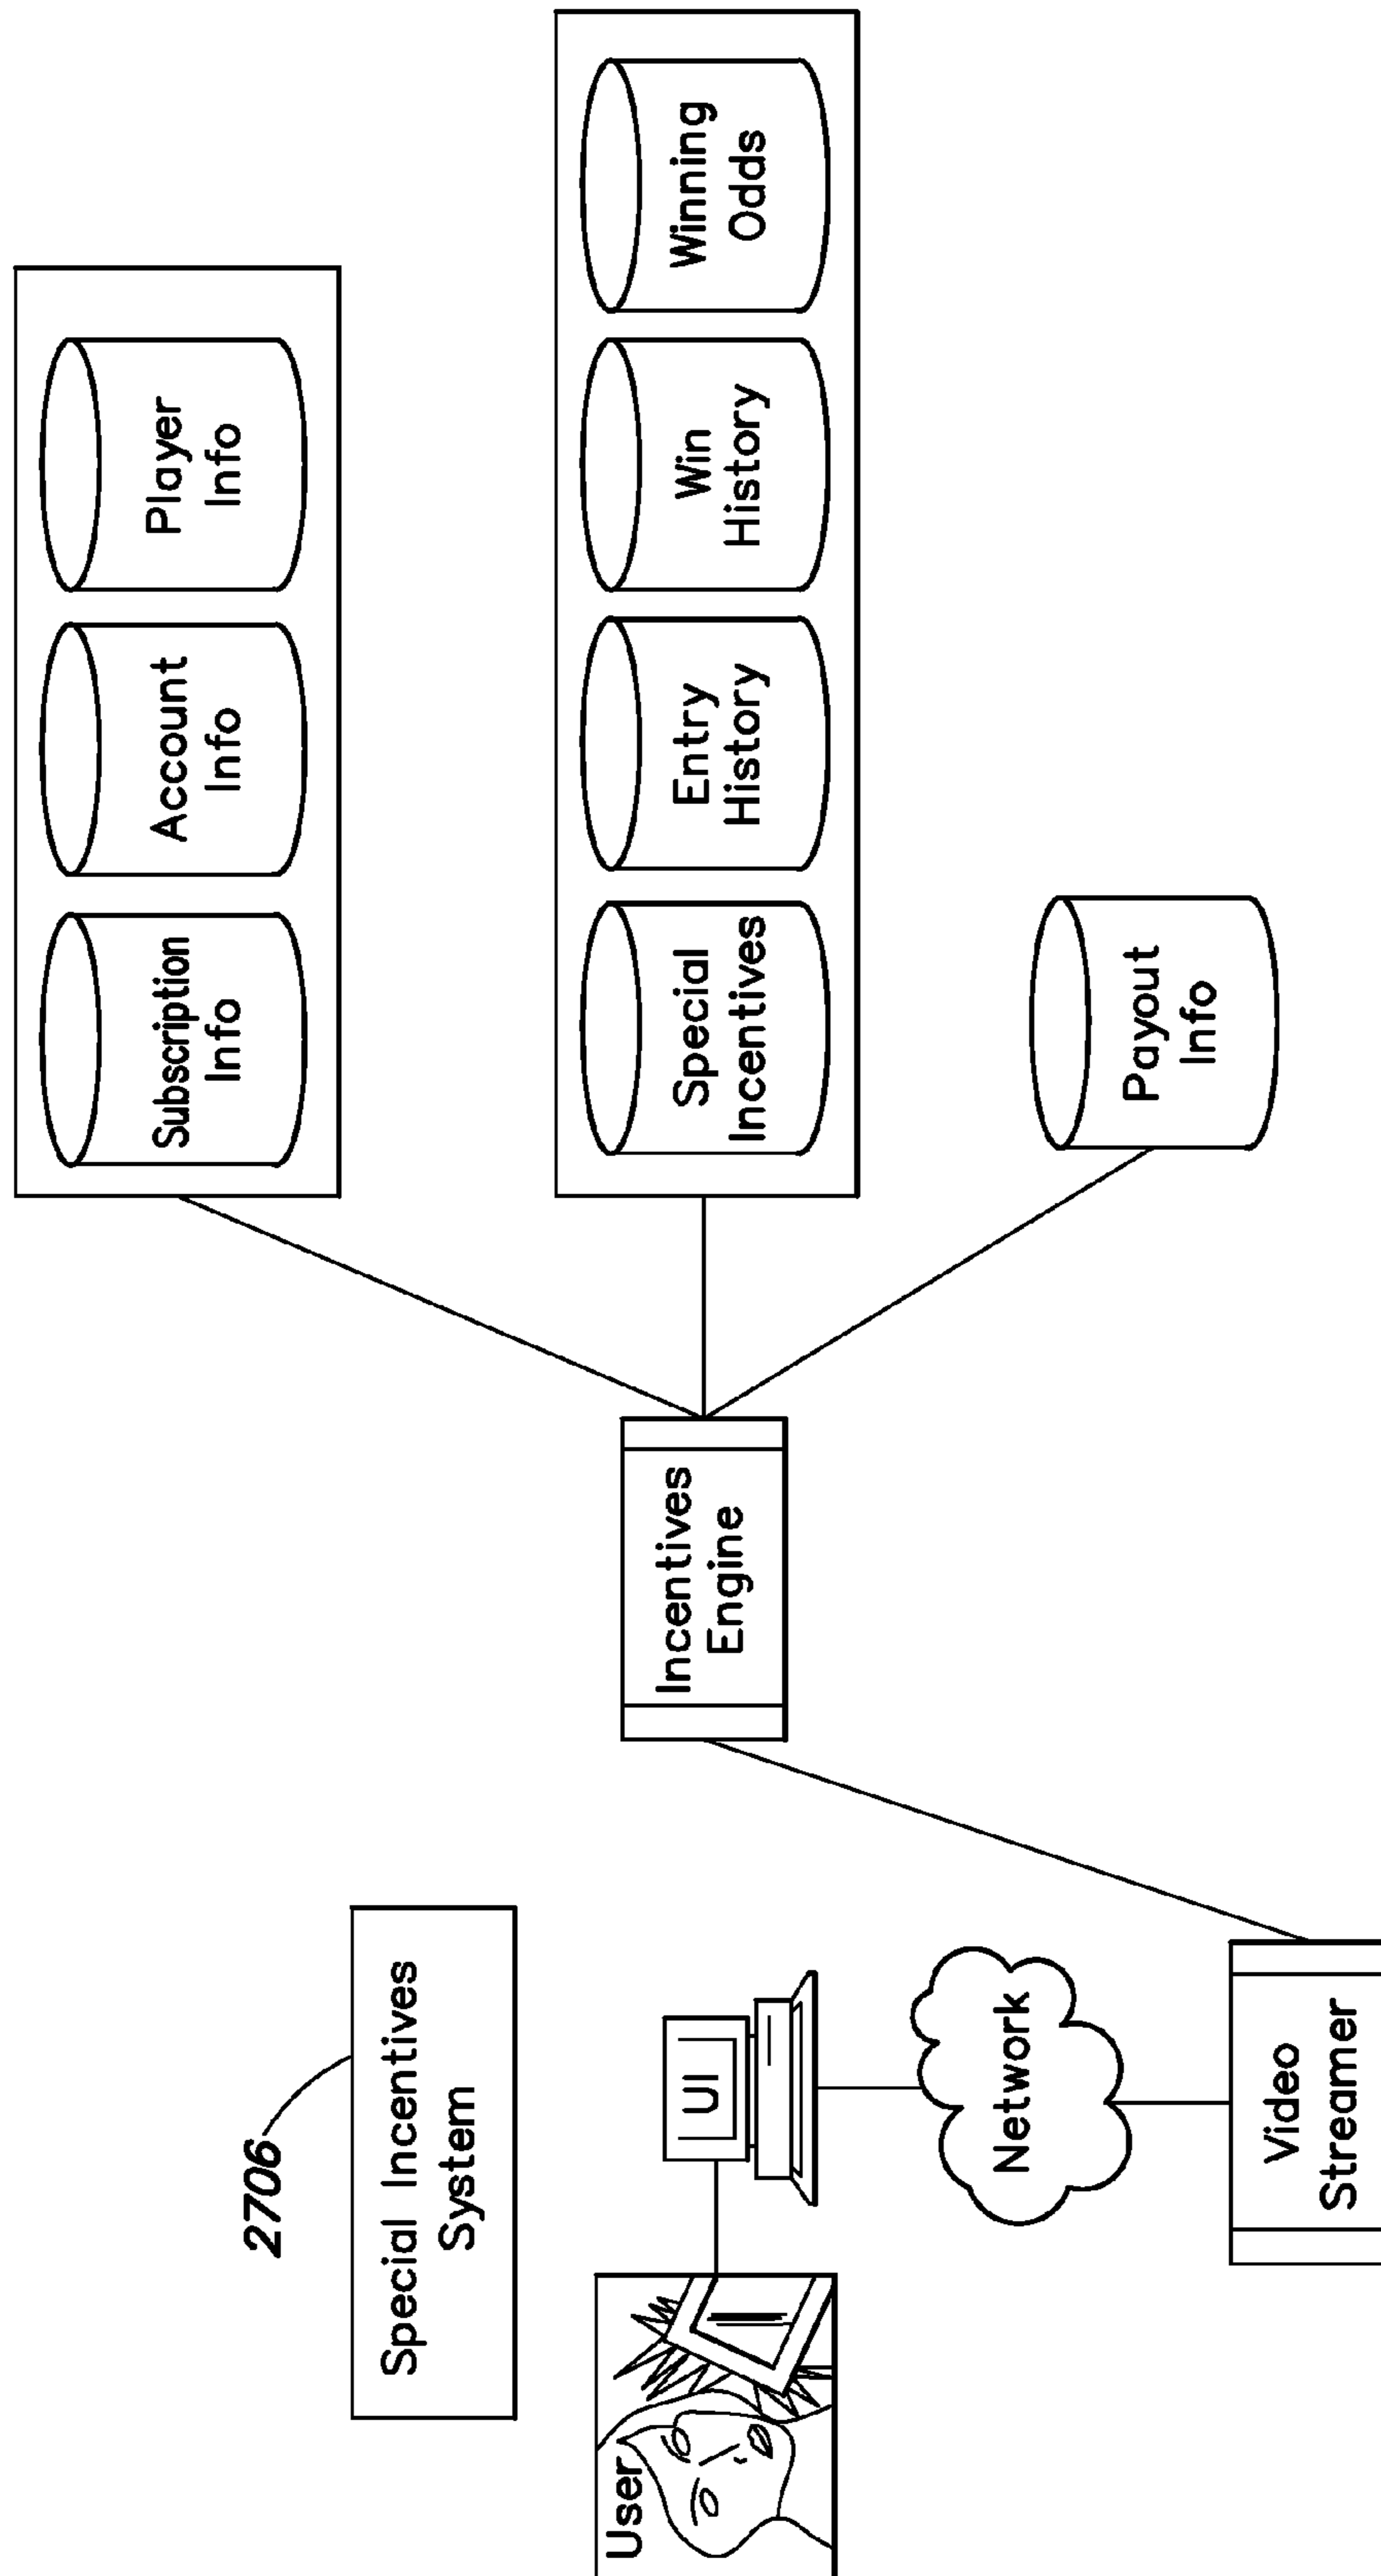 2706
Special Incentives
System
User
UI
Network
Video
Streamer
Incentives
Engine
Subscription
Info
Account
Info
Player
Info
Special
Incentives
Entry
History
Win
History
Winning
Odds
Payout
Info